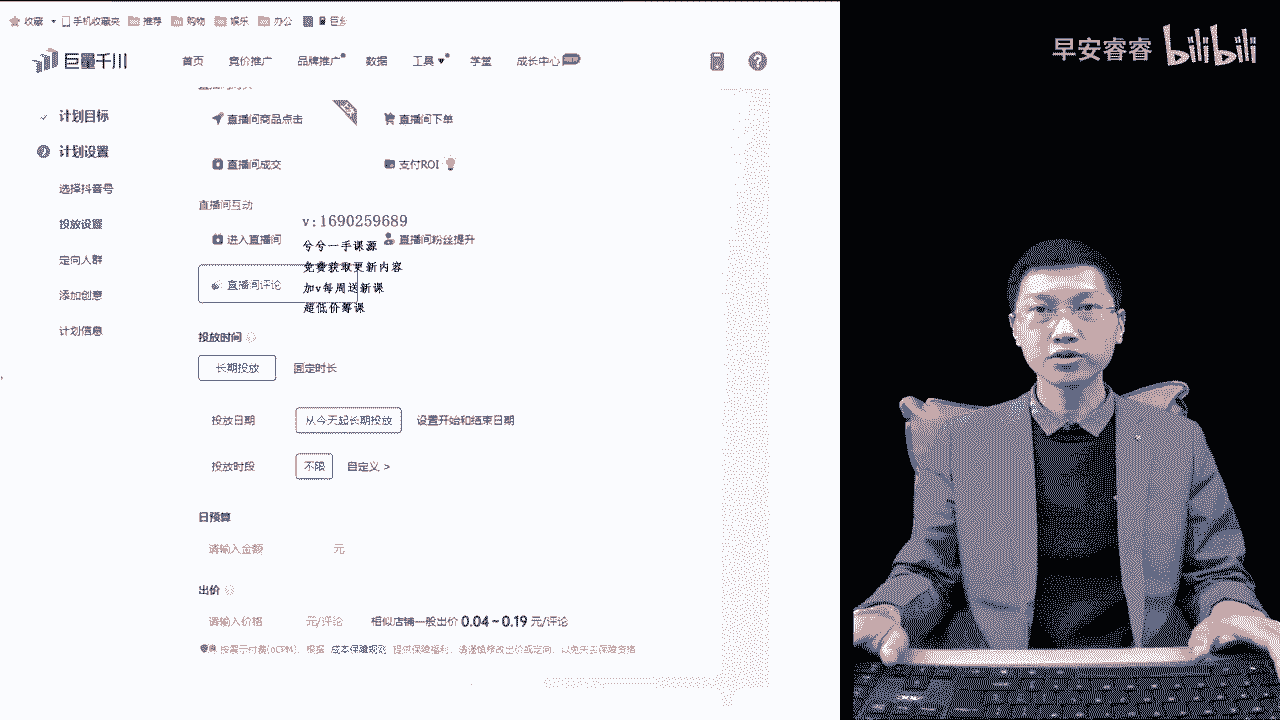 收藏 手机收藏夹 推荐 购物 娱乐 办公 巨乡
巨量千川 首页 竞价推广 品牌推广 数据 工具 学堂 成长中心
早安睿睿 bilibili
计划目标
计划设置
选择抖音号
投放设置
定向人群
添加创意
计划信息
直播间商品点击 直播间下单
直播间成交 支付ROI
直播间互动
v:1690259689
进入直播间 兮兮一手课源 直播间粉丝提升
免费获取更新内容
直播间评论 加v每周送新课
超低价筹课
投放时间
长期投放 固定时长
投放日期 从今天起长期投放 设置开始和结束日期
投放时段 不限 自定义 >
日预算
请输入金额 元
出价
请输入价格 元/评论 相似店铺一般出价 0.04 ~ 0.19 元/评论
按展示付费(oCPM)，根据 成本保障规则 提供保障福利，请谨慎修改出价或定向，以免失去保障资格